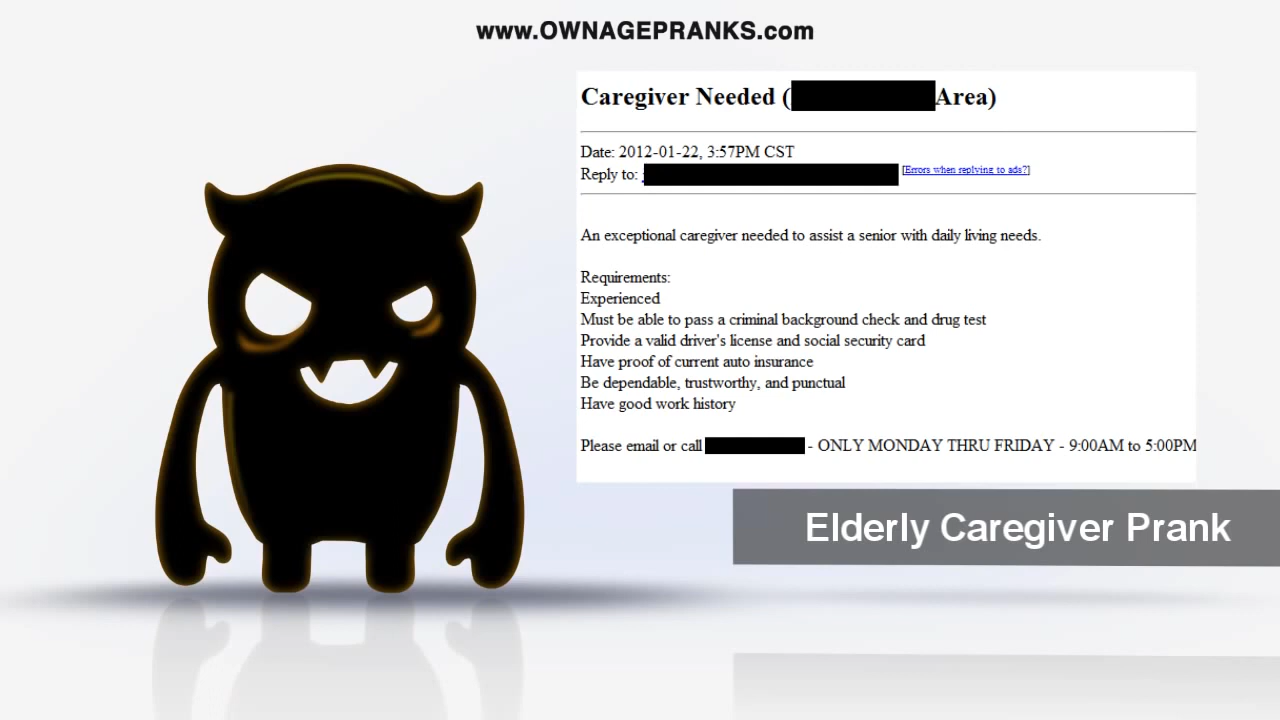 www.OWNAGEPRANKS.com
Caregiver Needed ( Area)
Date: 2012-01-22, 3:57PM CST
Reply to: [Errors when replying to ads?]
An exceptional caregiver needed to assist a senior with daily living needs.
Requirements:
Experienced
Must be able to pass a criminal background check and drug test
Provide a valid driver's license and social security card
Have proof of current auto insurance
Be dependable, trustworthy, and punctual
Have good work history
Please email or call - ONLY MONDAY THRU FRIDAY - 9:00AM to 5:00PM
Elderly Caregiver Prank